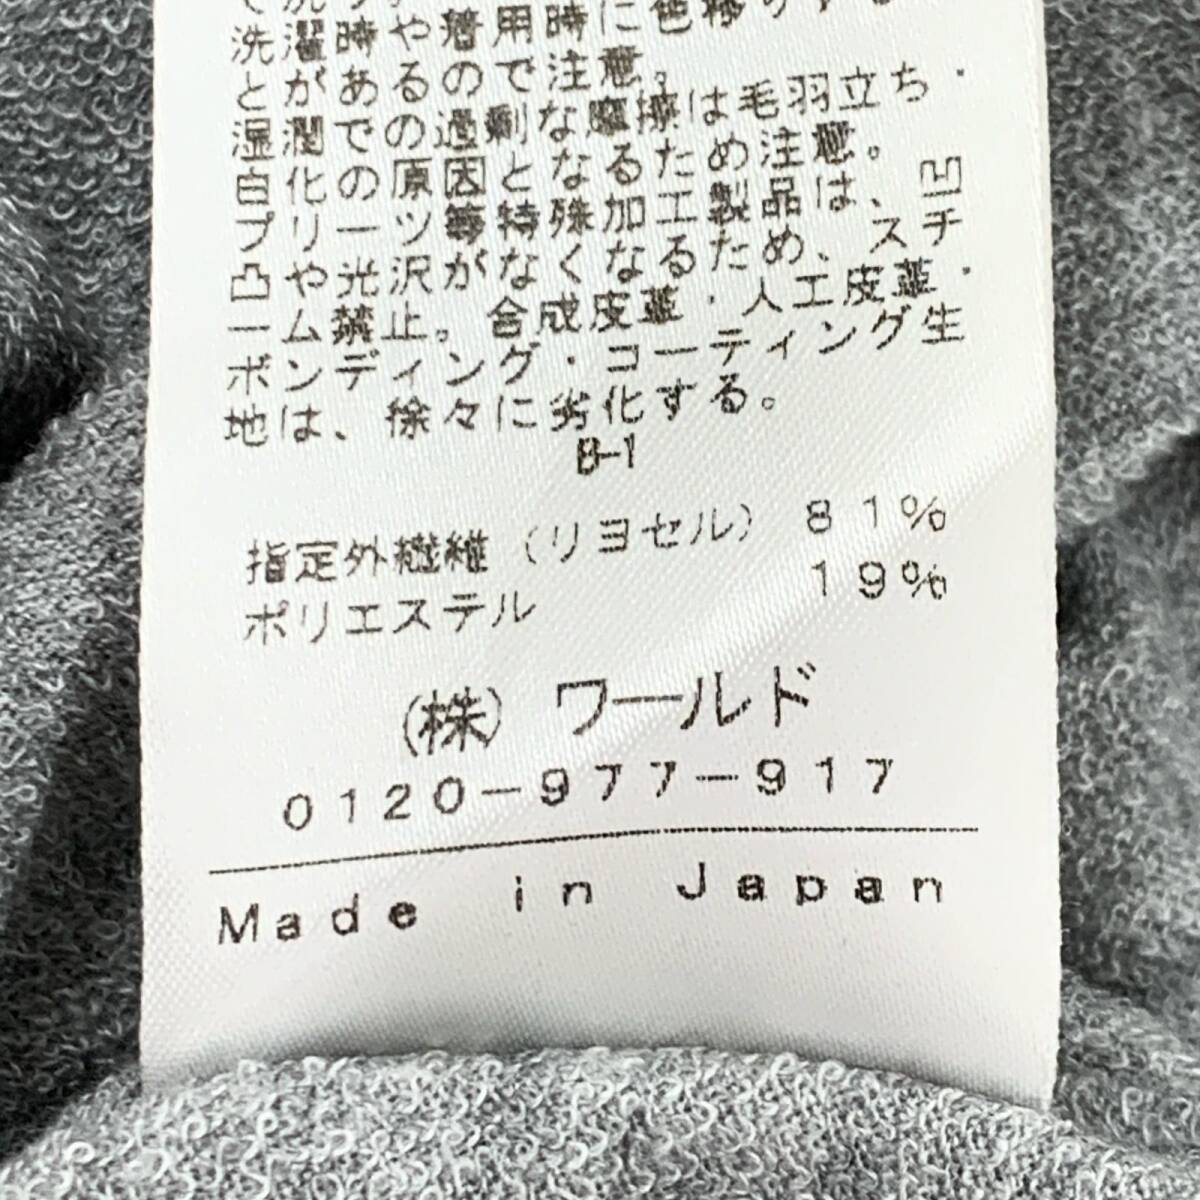 洗濯時や着用時に色移りする
とがあるので注意。
湿潤での過剰な摩擦は毛羽立ち・
白化の原因となるため注意。
プリーツ等特殊加工製品は、凹
凸や光沢がなくなるため、スチ
ーム禁止。合成皮革・人工皮革・
ボンディング・コーティング生
地は、徐々に劣化する。
B-1
指定外繊維(リヨセル) 81%
ポリエステル 19%
(株) ワールド
0120-977-917
Made in Japan